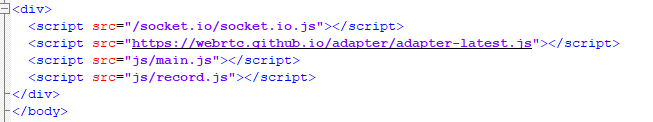 <div>
<script src="/socket.io/socket.io.js"></script>
<script src="https://webrtc.github.io/adapter/adapter-latest.js"></script>
<script src="js/main.js"></script>
<script src="js/record.js"></script>
</div>
</body>